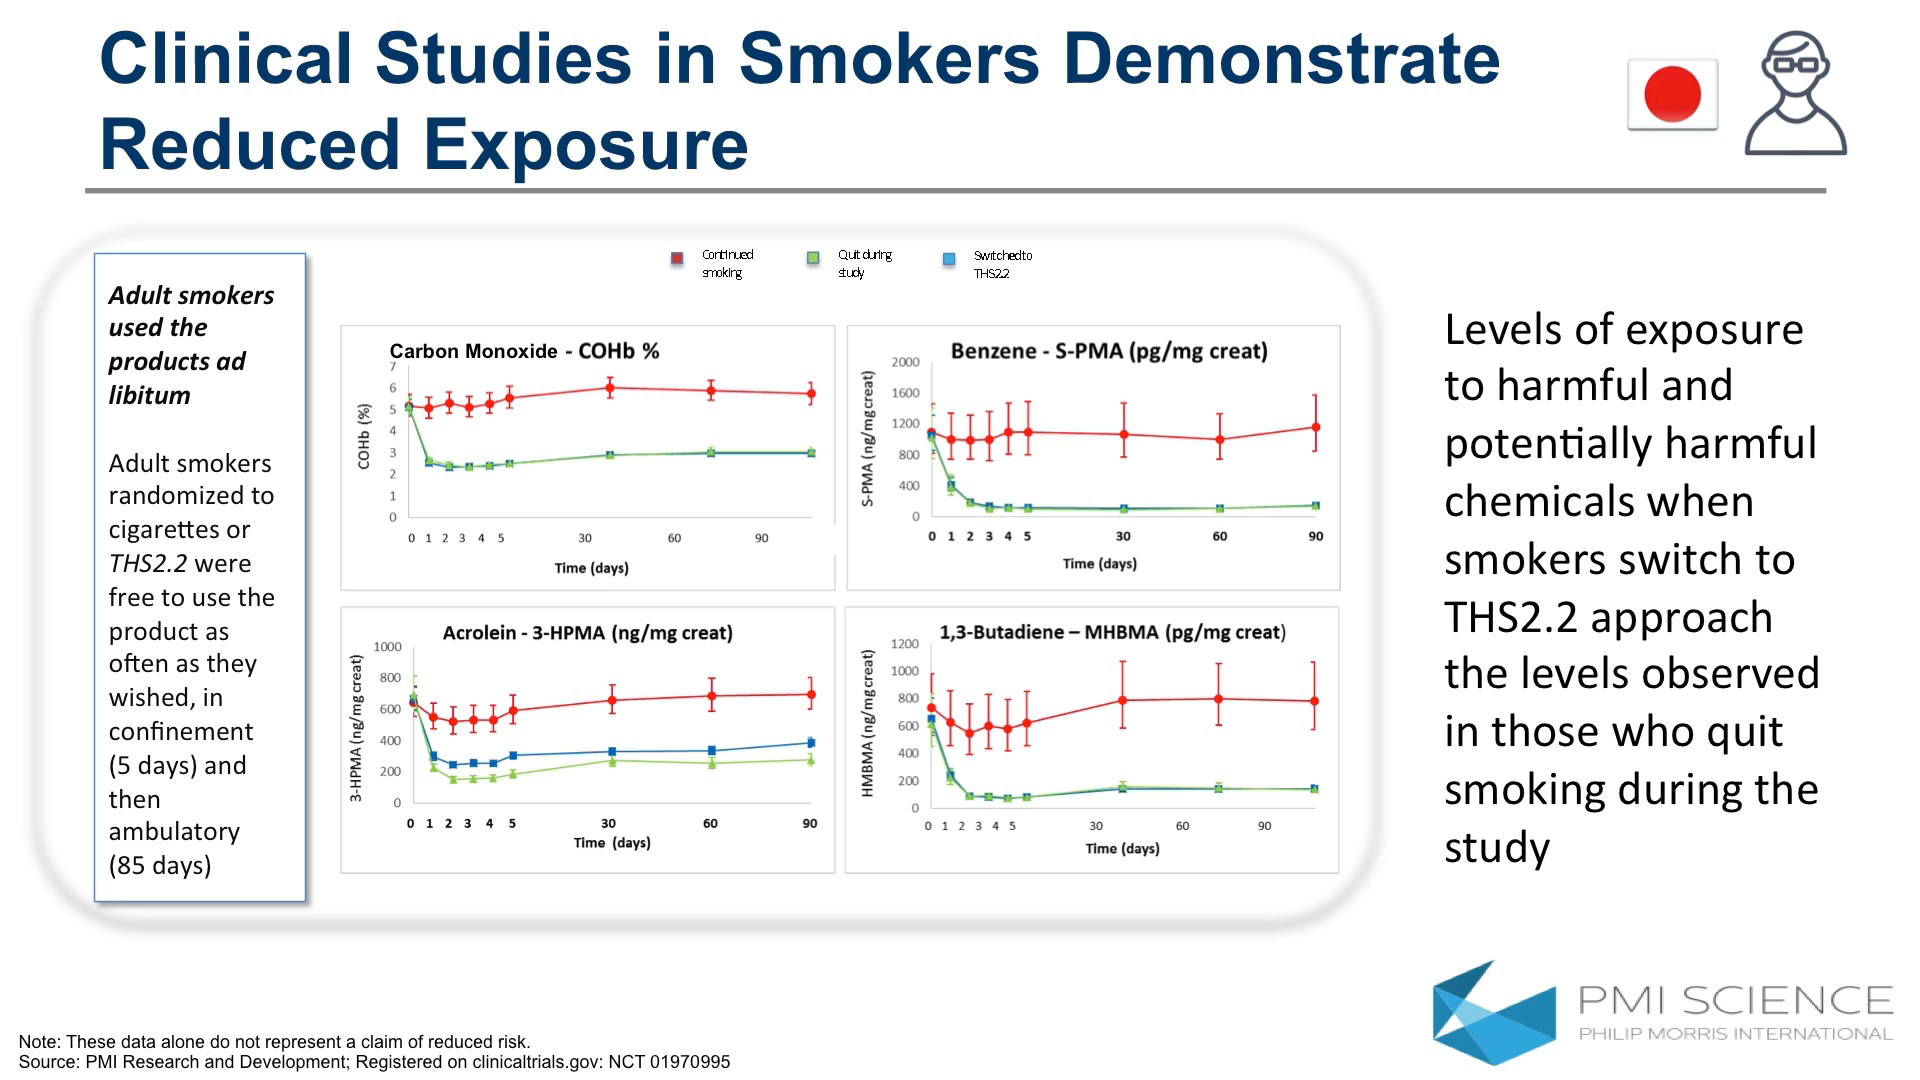 Clinical Studies in Smokers Demonstrate
Reduced Exposure
Adult smokers
used the
products ad
libitum
Adult smokers
randomized to
cigarettes or
THS2.2 were
free to use the
product as
often as they
wished, in
confinement
(5 days) and
then
ambulatory
(85 days)
Continued
smoking
Quit during
study
Switched to
THS2.2
Carbon Monoxide - COHb %
COHb (%)
7
6
5
4
3
2
1
0
0 1 2 3 4 5 30 60 90
Time (days)
Benzene - S-PMA (pg/mg creat)
S-PMA (ng/mg creat)
2000
1600
1200
800
400
0
0 1 2 3 4 5 30 60 90
Time (days)
Acrolein - 3-HPMA (ng/mg creat)
3-HPMA (ng/mg creat)
1000
800
600
400
200
0
0 1 2 3 4 5 30 60 90
Time (days)
1,3-Butadiene – MHBMA (pg/mg creat)
HMBMA (ng/mg creat)
1200
1000
800
600
400
200
0
0 1 2 3 4 5 30 60 90
Time (days)
Levels of exposure
to harmful and
potentially harmful
chemicals when
smokers switch to
THS2.2 approach
the levels observed
in those who quit
smoking during the
study
PMI SCIENCE
PHILIP MORRIS INTERNATIONAL
Note: These data alone do not represent a claim of reduced risk.
Source: PMI Research and Development; Registered on clinicaltrials.gov: NCT 01970995